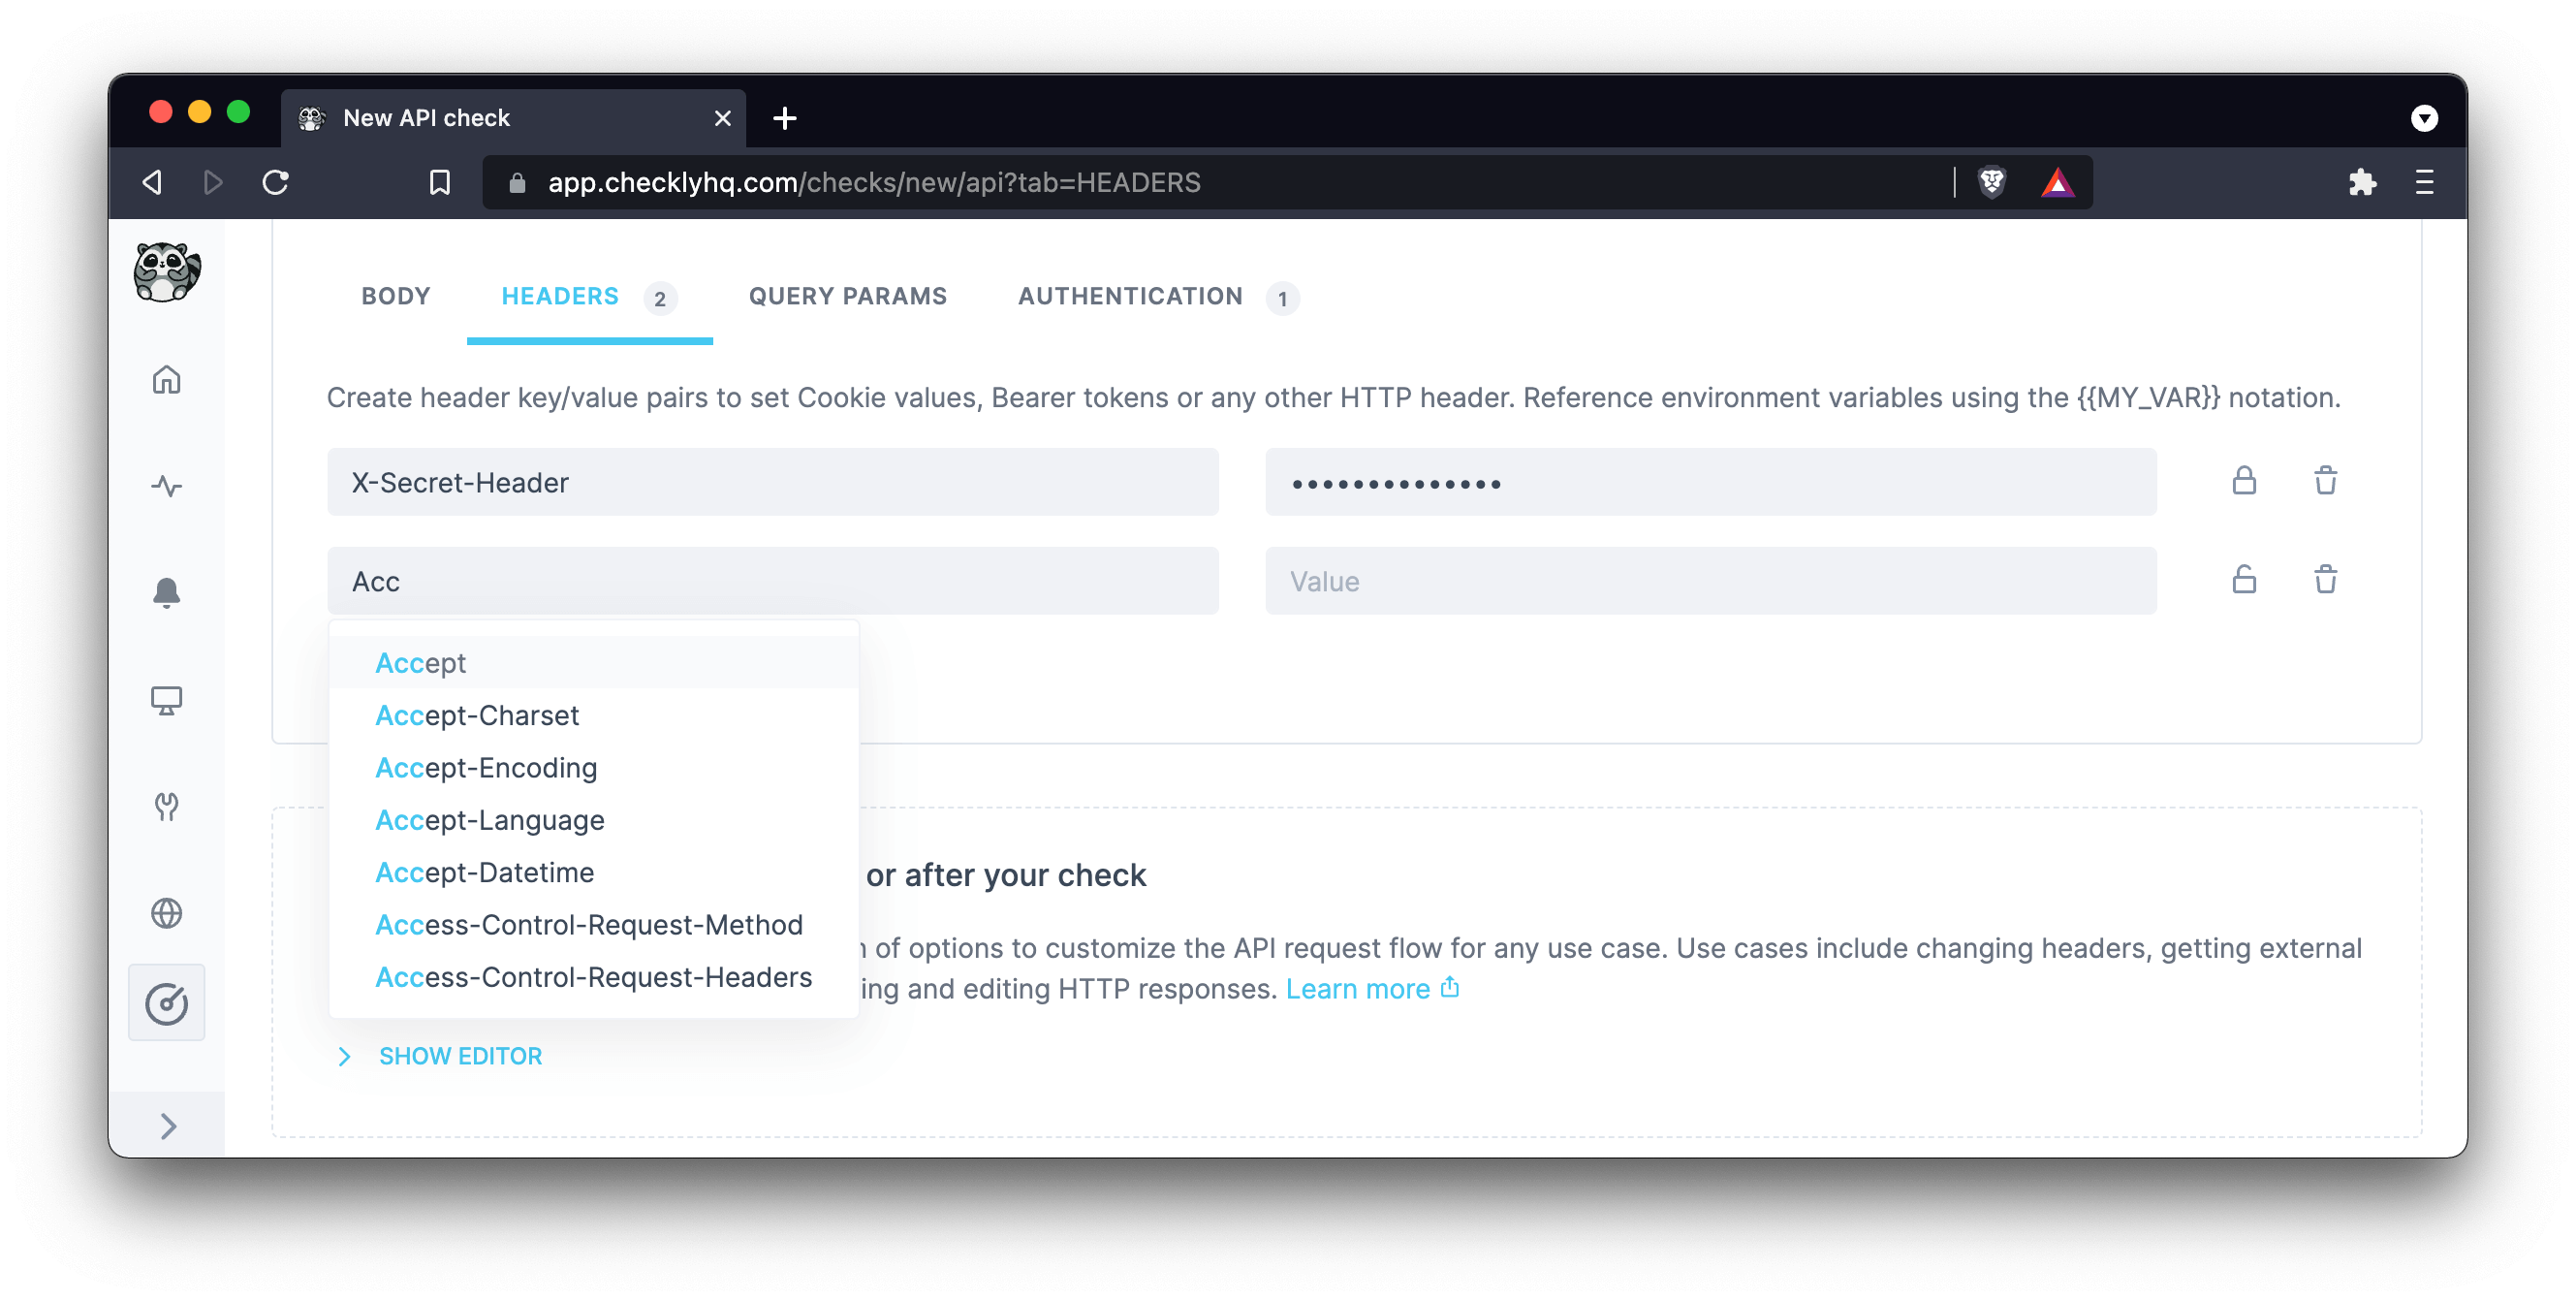 New API check
app.checklyhq.com/checks/new/api?tab=HEADERS
BODY HEADERS 2 QUERY PARAMS AUTHENTICATION 1
Create header key/value pairs to set Cookie values, Bearer tokens or any other HTTP header. Reference environment variables using the {{MY_VAR}} notation.
X-Secret-Header ••••••••••••••
Acc Value
Accept
Accept-Charset
Accept-Encoding
Accept-Language
Accept-Datetime
or after your check
Access-Control-Request-Method
of options to customize the API request flow for any use case. Use cases include changing headers, getting external
Access-Control-Request-Headers
ing and editing HTTP responses. Learn more
SHOW EDITOR